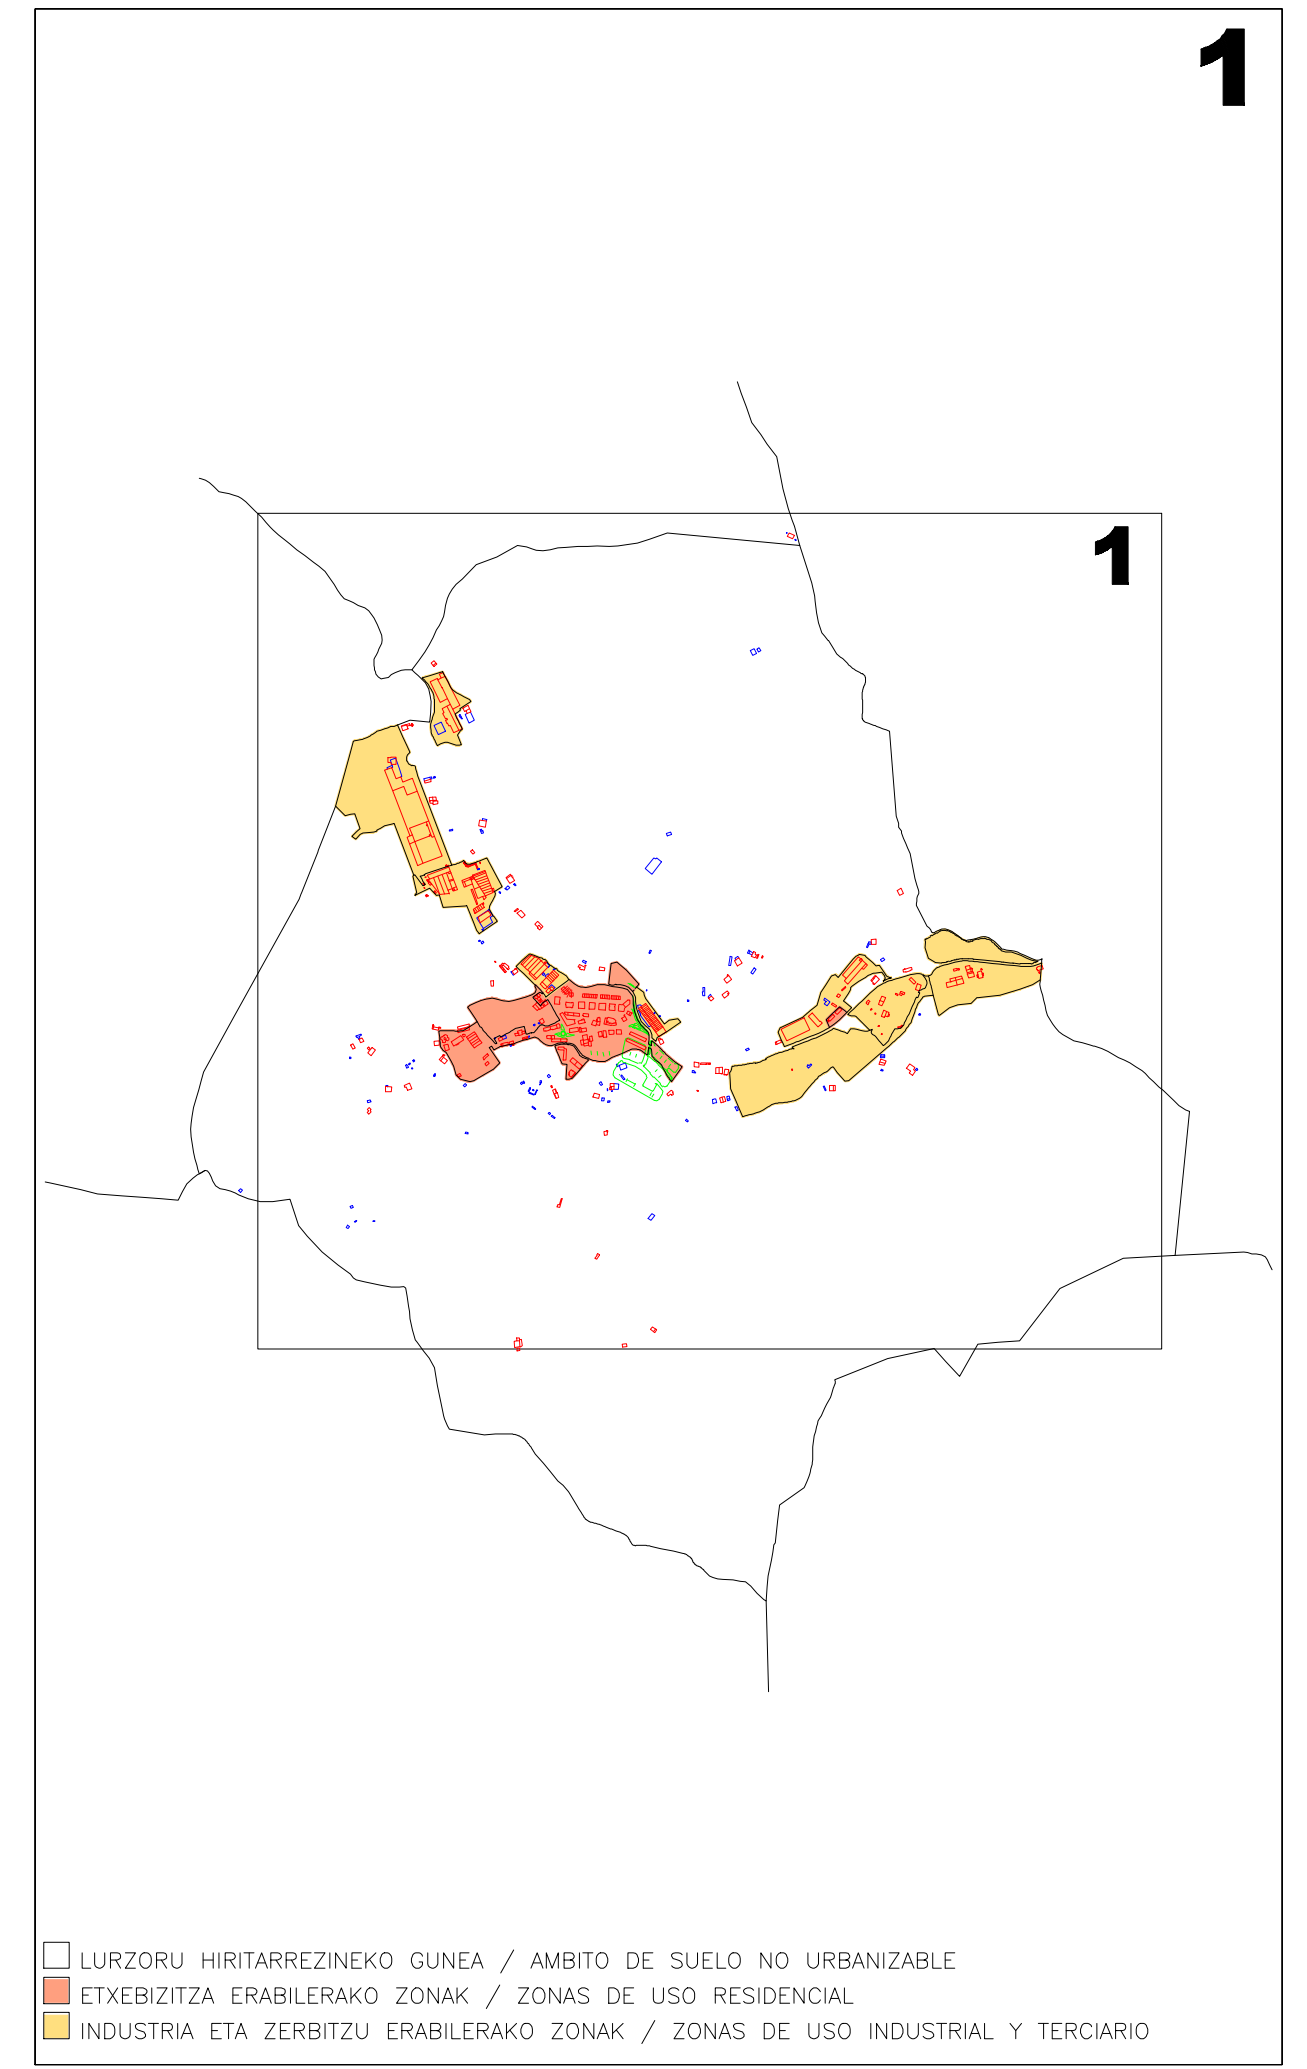 1
1
LURZORU HIRITARREZINEKO GUNEA / AMBITO DE SUELO NO URBANIZABLE
ETXEBIZITZA ERABILERAKO ZONAK / ZONAS DE USO RESIDENCIAL
INDUSTRIA ETA ZERBITZU ERABILERAKO ZONAK / ZONAS DE USO INDUSTRIAL Y TERCIARIO